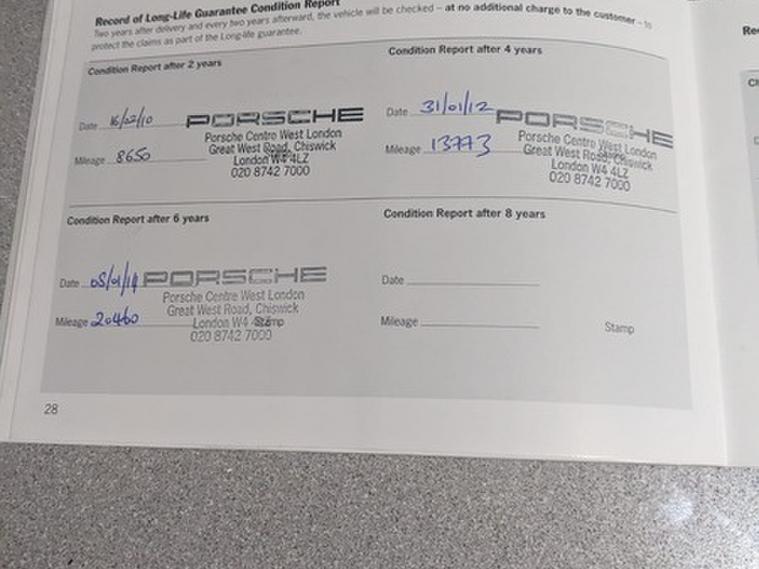 Record of Long-Life Guarantee Condition Report
Two years after delivery and every two years afterward, the vehicle will be checked – at no additional charge to the customer – to
protect the claims as part of the Long-life guarantee.
Condition Report after 2 years
Date 16/02/10
Mileage 8650
PORSCHE
Porsche Centre West London
Great West Road, Chiswick
London W4 4LZ
020 8742 7000
Condition Report after 4 years
Date 31/01/12
Mileage 13773
PORSCHE
Porsche Centre West London
Great West Road, Chiswick
London W4 4LZ
020 8742 7000
Condition Report after 6 years
Date 08/01/14
Mileage 20460
PORSCHE
Porsche Centre West London
Great West Road, Chiswick
London W4 4LZ
Stamp
020 8742 7000
Condition Report after 8 years
Date
Mileage
Stamp
28